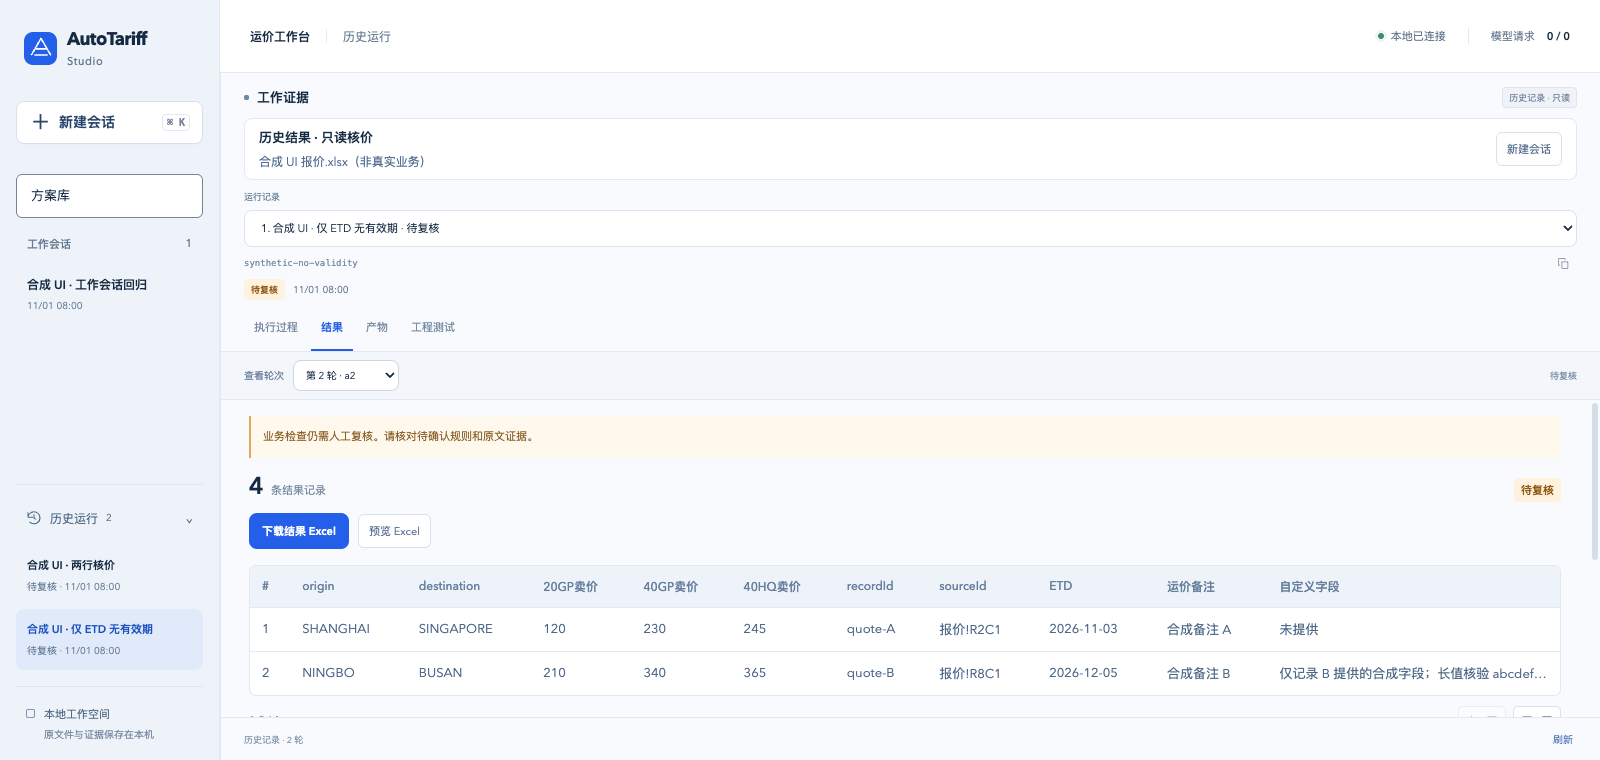 AutoTariff
Studio
新建会话 ⌘ K
方案库
工作会话 1
合成 UI · 工作会话回归
11/01 08:00
历史运行 2
合成 UI · 两行核价
待复核 · 11/01 08:00
合成 UI · 仅 ETD 无有效期
待复核 · 11/01 08:00
本地工作空间
原文件与证据保存在本机
运价工作台 历史运行
本地已连接 模型请求 0 / 0
工作证据
历史记录 · 只读
历史结果 · 只读核价
合成 UI 报价.xlsx（非真实业务）
新建会话
运行记录
1. 合成 UI · 仅 ETD 无有效期 · 待复核
synthetic-no-validity
待复核 11/01 08:00
执行过程 结果 产物 工程测试
查看轮次 第 2 轮 · a2 待复核
业务检查仍需人工复核。请核对待确认规则和原文证据。
4 条结果记录 待复核
下载结果 Excel 预览 Excel
# origin destination 20GP卖价 40GP卖价 40HQ卖价 recordId sourceId ETD 运价备注 自定义字段
1 SHANGHAI SINGAPORE 120 230 245 quote-A 报价!R2C1 2026-11-03 合成备注 A 未提供
2 NINGBO BUSAN 210 340 365 quote-B 报价!R8C1 2026-12-05 合成备注 B 仅记录 B 提供的合成字段；长值核验 abcdef...
历史记录 · 2 轮 刷新